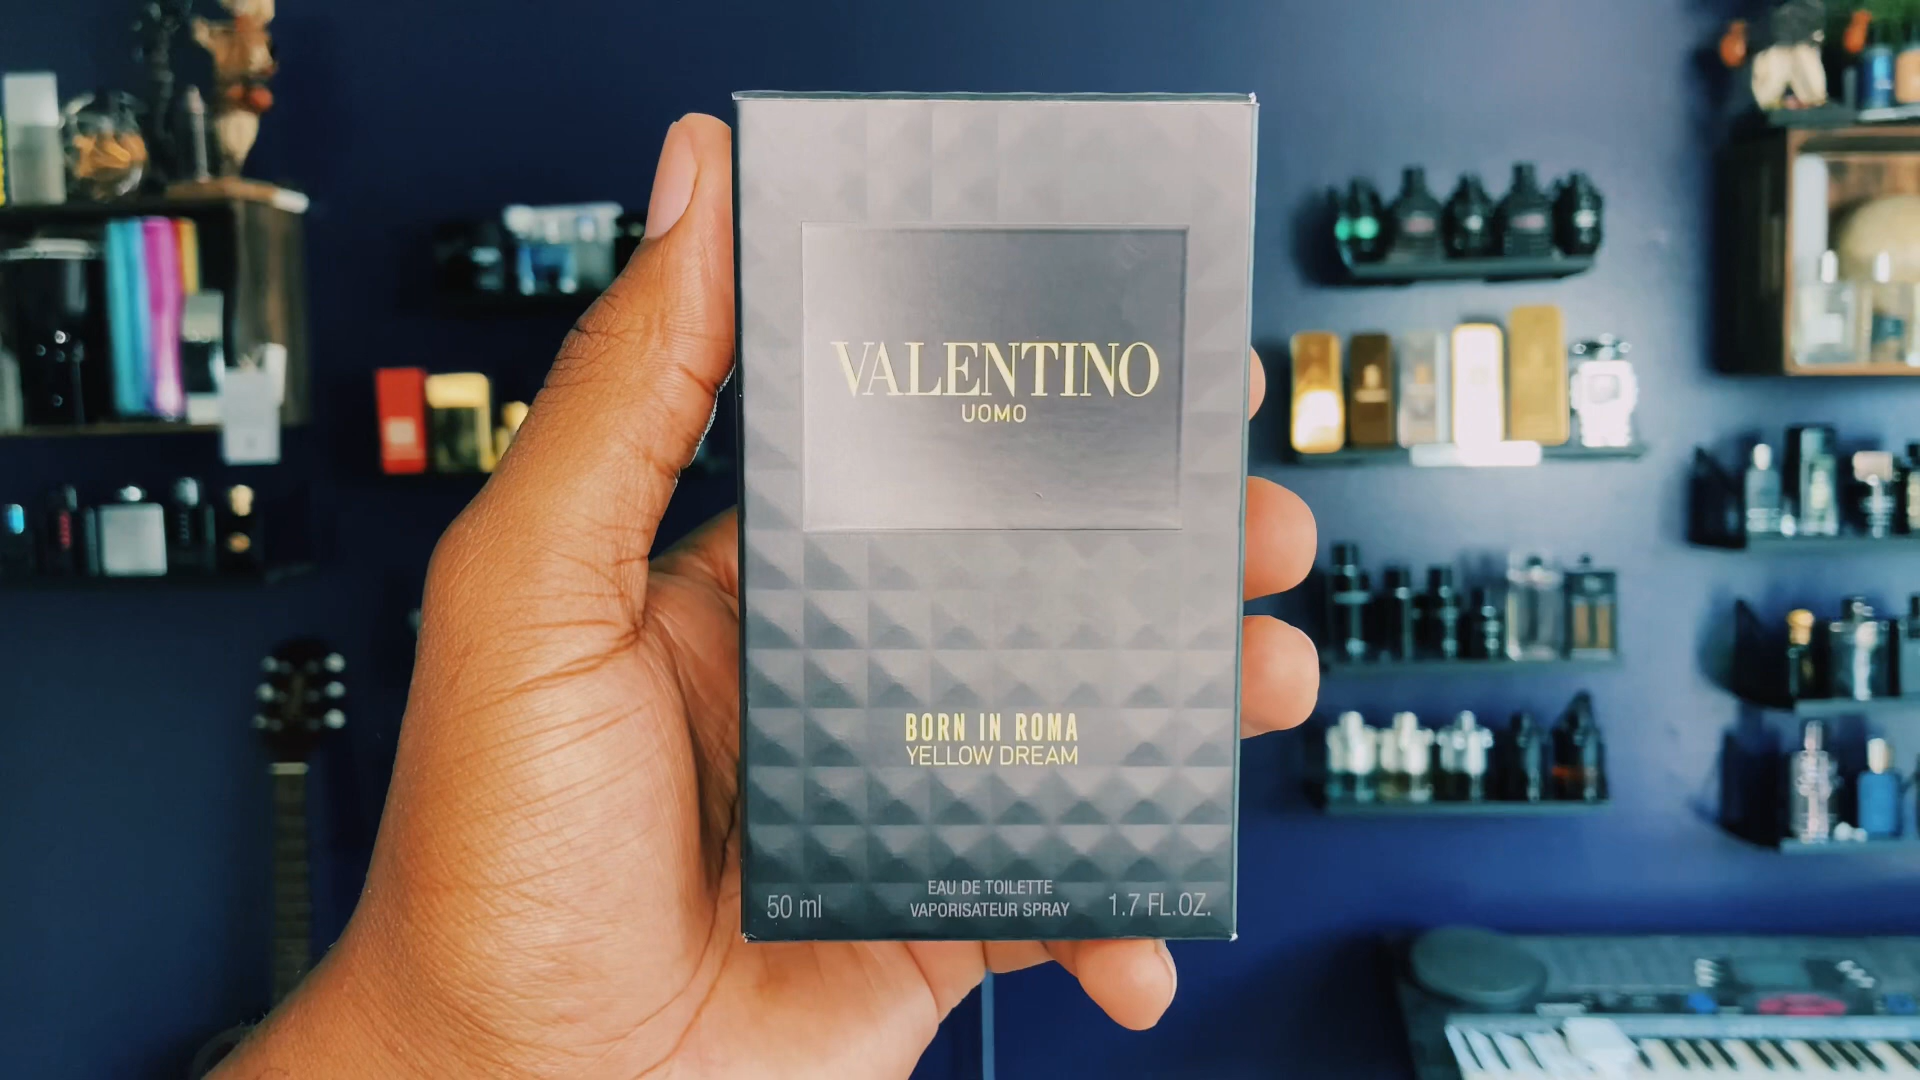 VALENTINO
UOMO
BORN IN ROMA
YELLOW DREAM
EAU DE TOILETTE
50 ml VAPORISATEUR SPRAY 1.7 FL.OZ.